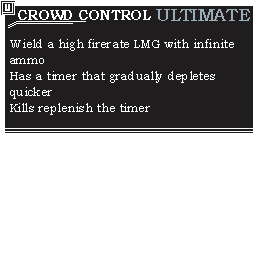 U
CROWD CONTROL ULTIMATE
Wield a high firerate LMG with infinite
ammo
Has a timer that gradually depletes
quicker
Kills replenish the timer